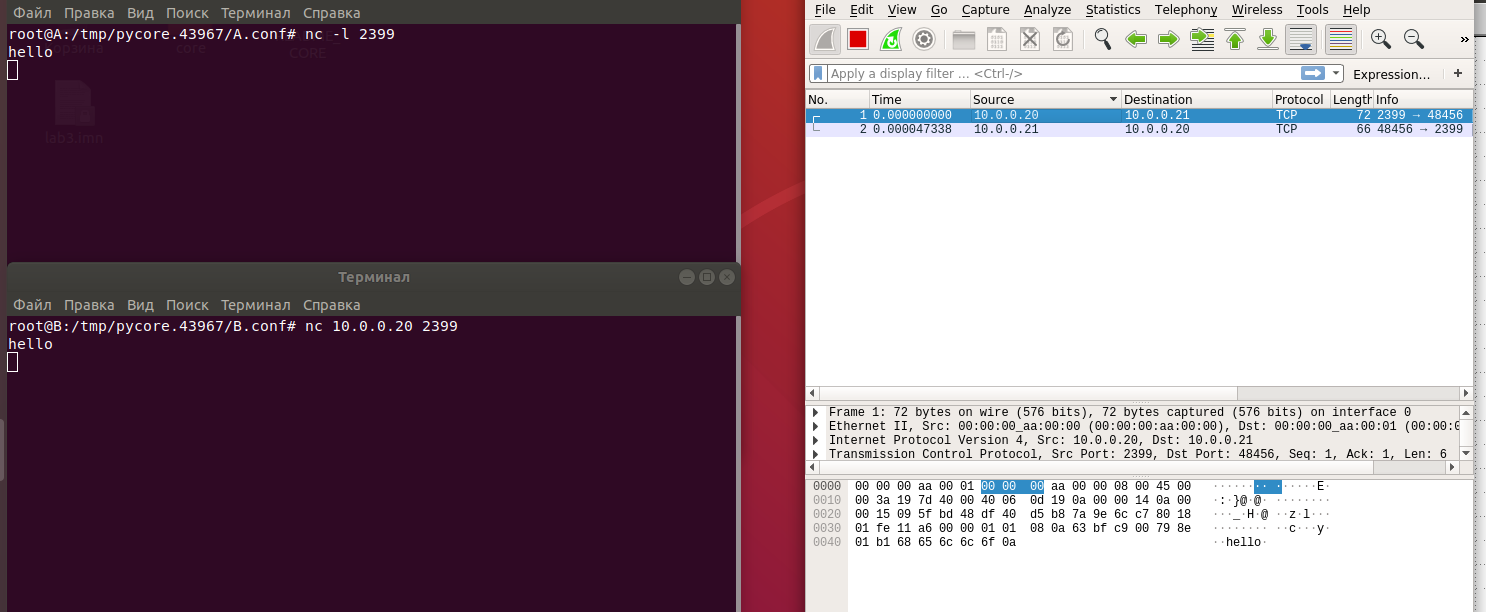 Файл Правка Вид Поиск Терминал Справка
root@A:/tmp/pycore.43967/A.conf# nc -l 2399
hello
корзина core CORE
lab3.imn
Терминал
Файл Правка Вид Поиск Терминал Справка
root@B:/tmp/pycore.43967/B.conf# nc 10.0.0.20 2399
hello
File Edit View Go Capture Analyze Statistics Telephony Wireless Tools Help
»
Apply a display filter ... <Ctrl-/> Expression... +
No. Time Source Destination Protocol Length Info
1 0.000000000 10.0.0.20 10.0.0.21 TCP 72 2399 → 48456
2 0.000047338 10.0.0.21 10.0.0.20 TCP 66 48456 → 2399
Frame 1: 72 bytes on wire (576 bits), 72 bytes captured (576 bits) on interface 0
Ethernet II, Src: 00:00:00_aa:00:00 (00:00:00:aa:00:00), Dst: 00:00:00_aa:00:01 (00:00:0
Internet Protocol Version 4, Src: 10.0.0.20, Dst: 10.0.0.21
Transmission Control Protocol, Src Port: 2399, Dst Port: 48456, Seq: 1, Ack: 1, Len: 6
0000 00 00 00 aa 00 01 00 00 00 aa 00 00 08 00 45 00 ··············E·
0010 00 3a 19 7d 40 00 40 06 0d 19 0a 00 00 14 0a 00 ·:·}@·@·········
0020 00 15 09 5f bd 48 df 40 d5 b8 7a 9e 6c c7 80 18 ···_·H·@··z·l···
0030 01 fe 11 a6 00 00 01 01 08 0a 63 bf c9 00 79 8e ··········c···y·
0040 01 b1 68 65 6c 6c 6f 0a ··hello·